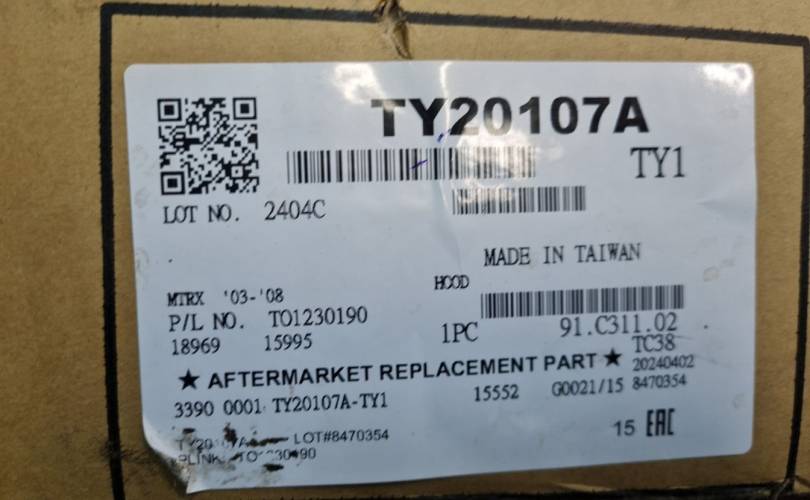 TY20107A
TY1
LOT NO. 2404C
MADE IN TAIWAN
HOOD
MTRX '03-'08
P/L NO. TO1230190
1PC 91.C311.02
18969 15995
TC38
★ AFTERMARKET REPLACEMENT PART ★ 20240402
3390 0001 TY20107A-TY1 15552 G0021/15 8470354
LOT#8470354
15 EAC